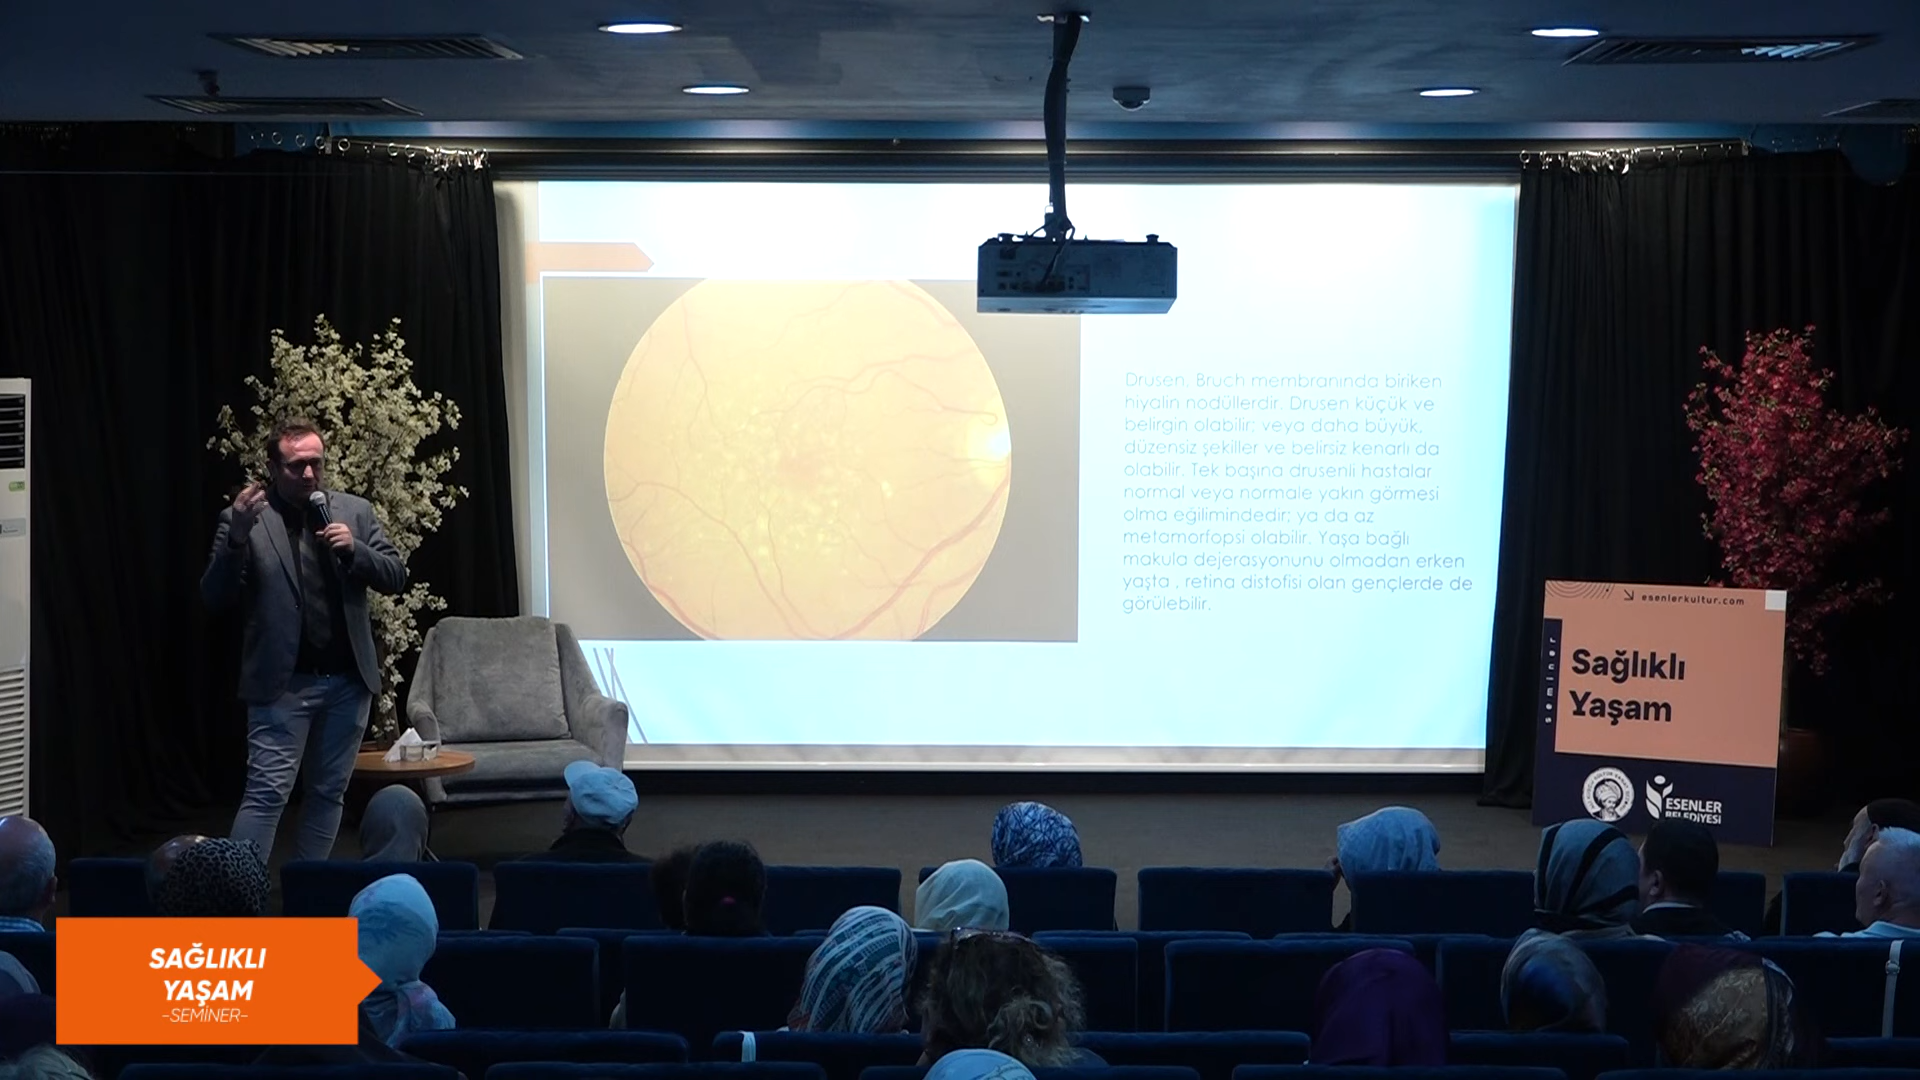 Drusen, Bruch membranında biriken
hiyalin nodüllerdir. Drusen küçük ve
belirgin olabilir; veya daha büyük,
düzensiz şekiller ve belirsiz kenarlı da
olabilir. Tek başına drusenli hastalar
normal veya normale yakın görmesi
olma eğilimindedir; ya da az
metamorfopsi olabilir. Yaşa bağlı
makula dejerasyonunu olmadan erken
yaşta , retina distofisi olan gençlerde de
görülebilir.
esenlerkultur.com
seminer
Sağlıklı
Yaşam
ESENLER
BELEDİYESİ
SAĞLIKLI
YAŞAM
-SEMİNER-